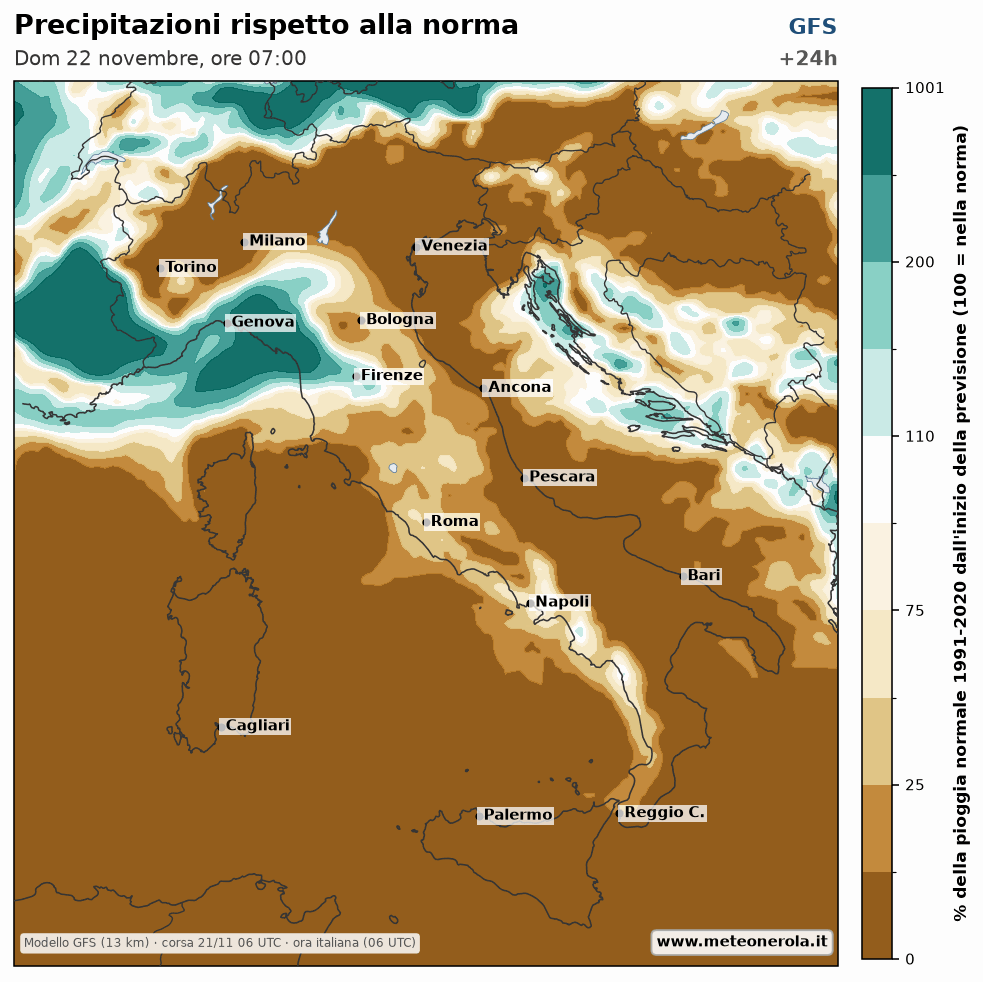 Precipitazioni rispetto alla norma
GFS
Dom 22 novembre, ore 07:00
+24h
1001
200
110
75
25
0
% della pioggia normale 1991-2020 dall'inizio della previsione (100 = nella norma)
Milano
Venezia
Torino
Genova
Bologna
Firenze
Ancona
Pescara
Roma
Bari
Napoli
Cagliari
Palermo
Reggio C.
Modello GFS (13 km) · corsa 21/11 06 UTC · ora italiana (06 UTC)
www.meteonerola.it